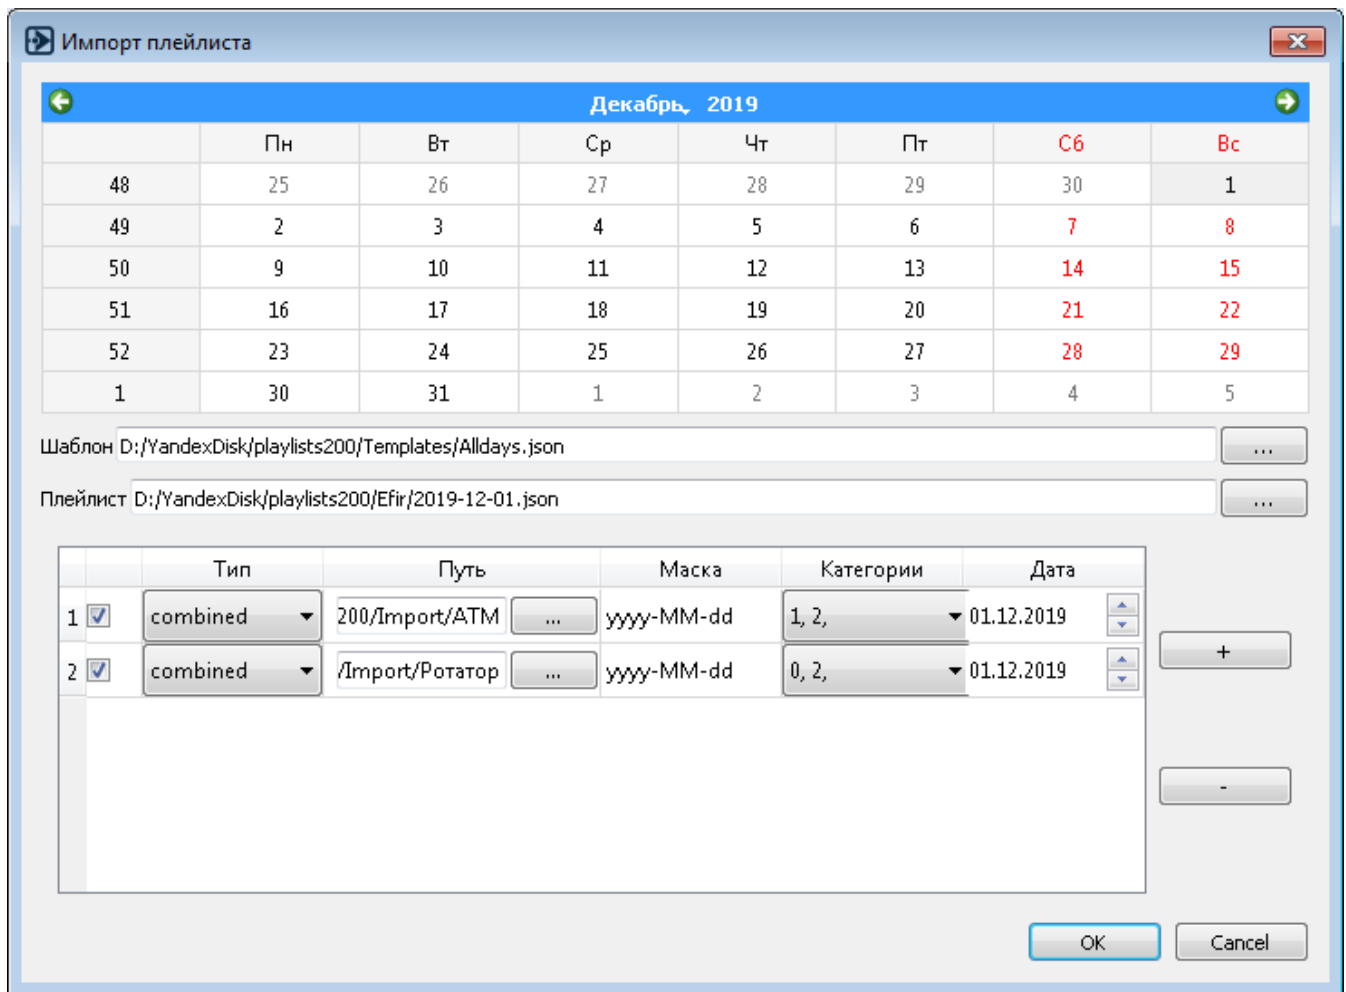 Импорт плейлиста
Декабрь, 2019
Пн Вт Ср Чт Пт Сб Вс
48 25 26 27 28 29 30 1
49 2 3 4 5 6 7 8
50 9 10 11 12 13 14 15
51 16 17 18 19 20 21 22
52 23 24 25 26 27 28 29
1 30 31 1 2 3 4 5
Шаблон D:/YandexDisk/playlists200/Templates/Alldays.json ...
Плейлист D:/YandexDisk/playlists200/Efir/2019-12-01.json ...
Тип Путь Маска Категории Дата
1 combined 200/Import/ATM ... yyyy-MM-dd 1, 2, 01.12.2019
2 combined /Import/Ротатор ... yyyy-MM-dd 0, 2, 01.12.2019
+
-
OK Cancel